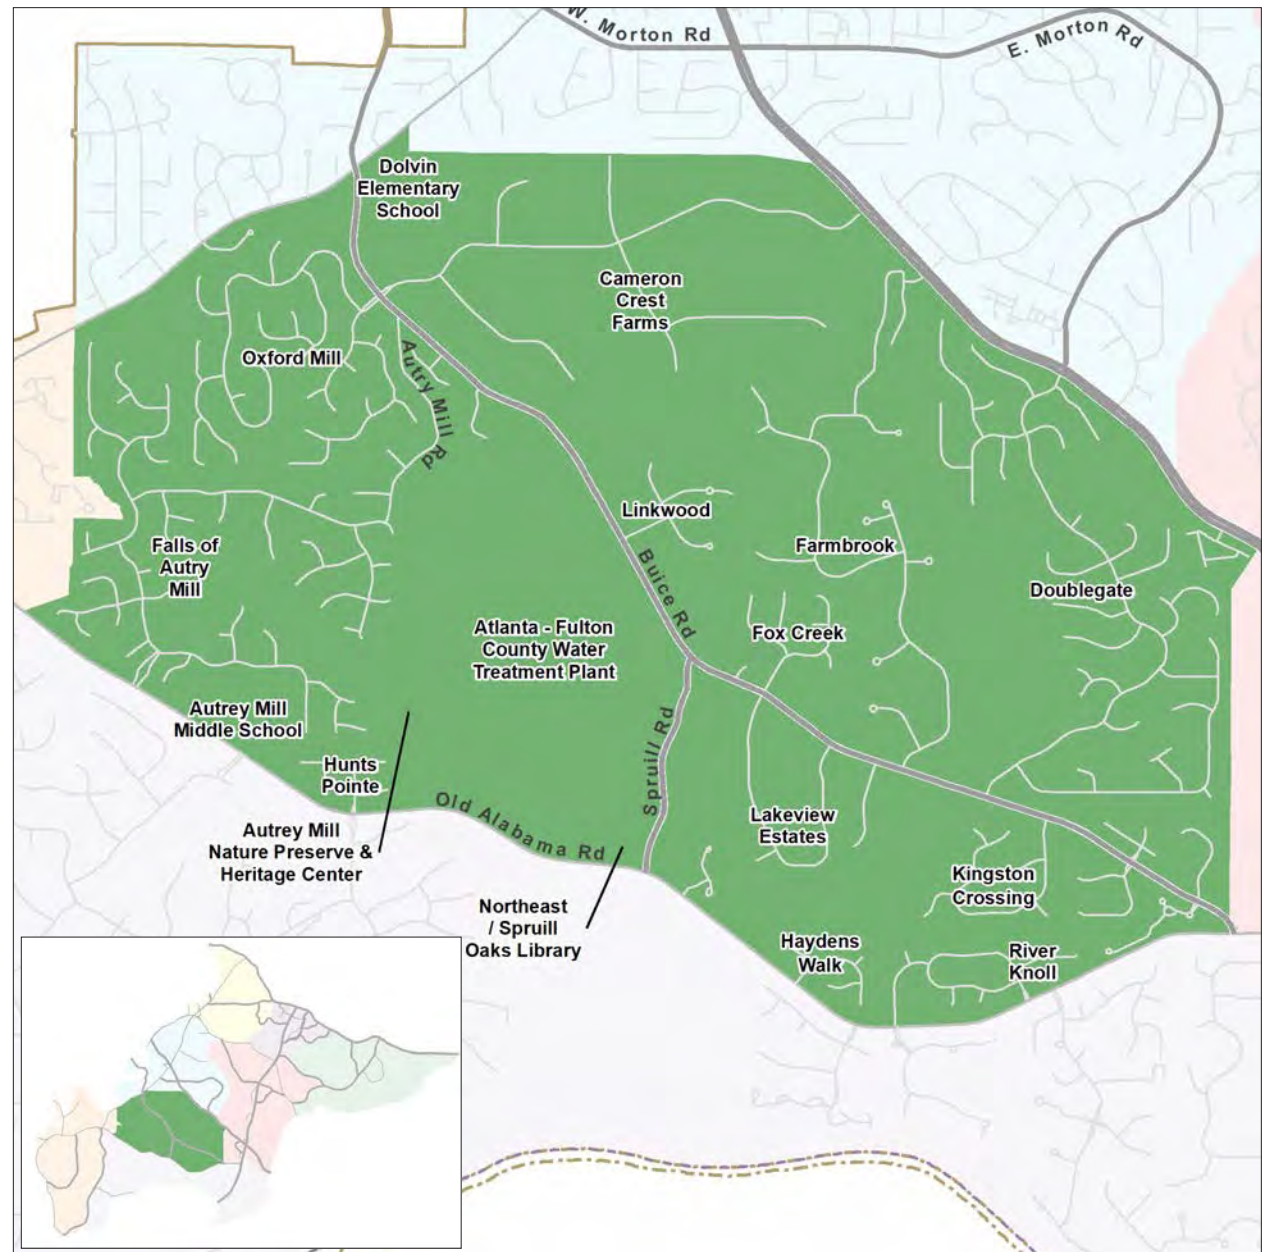 W. Morton Rd
E. Morton Rd
Dolvin
Elementary
School
Cameron
Crest
Farms
Oxford Mill
Autry Mill Rd
Linkwood
Farmbrook
Falls of
Autry
Mill
Buice Rd
Doublegate
Atlanta - Fulton
County Water
Treatment Plant
Fox Creek
Autrey Mill
Middle School
Spruill Rd
Hunts
Pointe
Old Alabama Rd
Lakeview
Estates
Autrey Mill
Nature Preserve &
Heritage Center
Kingston
Crossing
Northeast
/ Spruill
Oaks Library
Haydens
Walk
River
Knoll